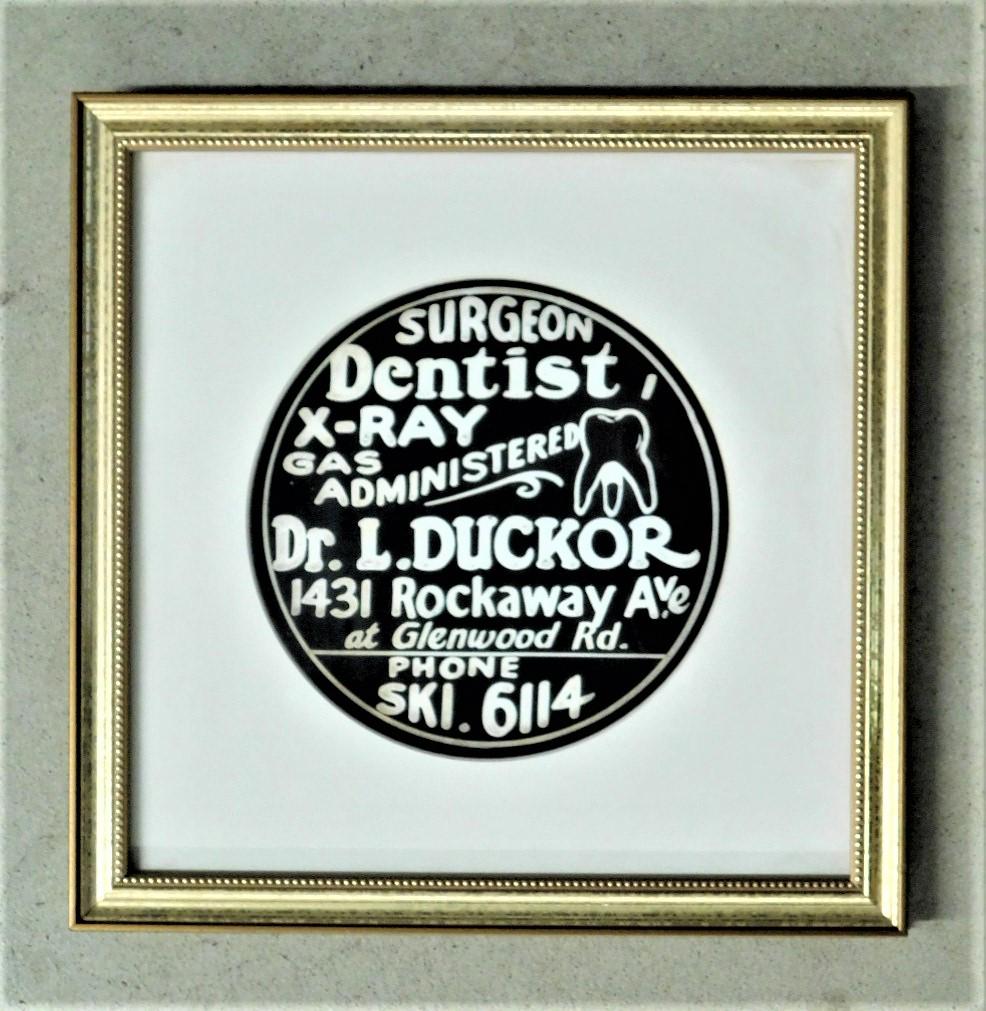 SURGEON
Dentist
X-RAY
GAS
ADMINISTERED
Dr. L. DUCKOR
1431 Rockaway Ave
at Glenwood Rd.
PHONE
SKI. 6114